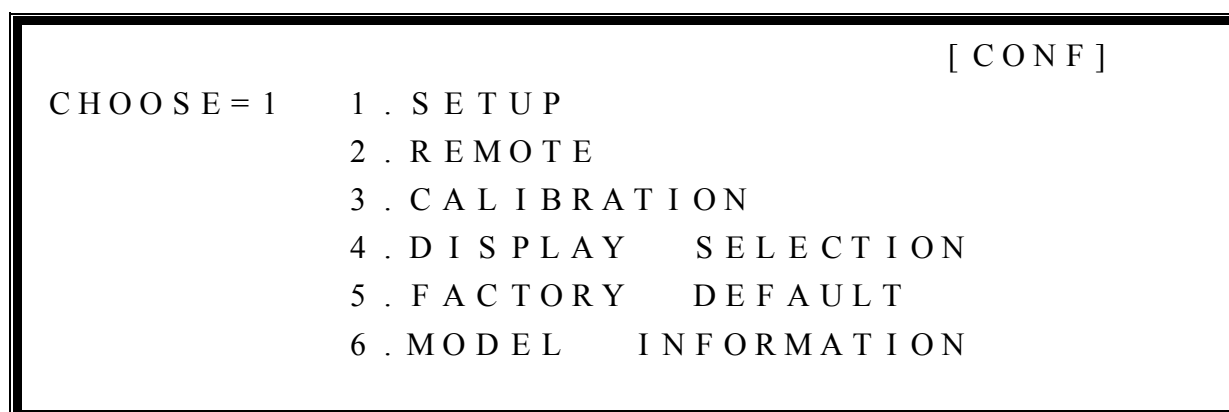 [CONF]
CHOOSE=1 1.SETUP
2.REMOTE
3.CALIBRATION
4.DISPLAY SELECTION
5.FACTORY DEFAULT
6.MODEL INFORMATION